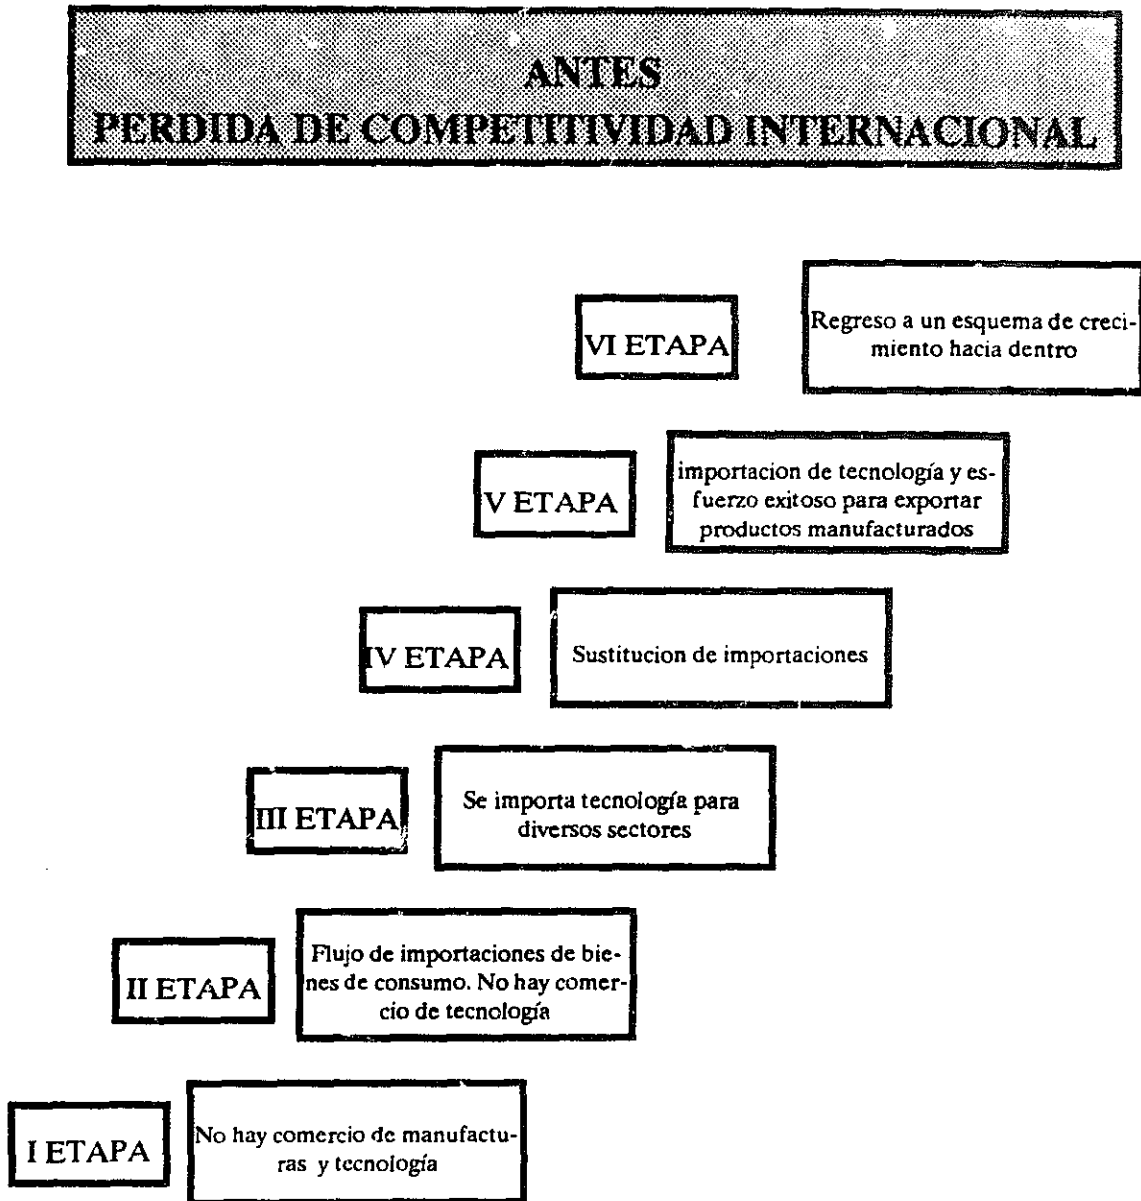 ANTES
PERDIDA DE COMPETITIVIDAD INTERNACIONAL
VI ETAPA
Regreso a un esquema de creci-
miento hacia dentro
V ETAPA
importacion de tecnología y es-
fuerzo exitoso para exportar
productos manufacturados
IV ETAPA
Sustitucion de importaciones
III ETAPA
Se importa tecnología para
diversos sectores
II ETAPA
Flujo de importaciones de bie-
nes de consumo. No hay comer-
cio de tecnología
I ETAPA
No hay comercio de manufactu-
ras y tecnología